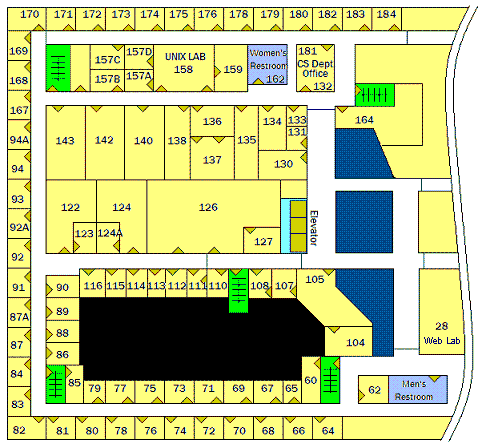 170 171 174 176 178 179 180 182 183 184
169
157C 157D
UNIX LAB
158
159
Women's
Restroom
162
181
CS Dept.
Office
132
168
157B 157A
167
164
94A
143 142 140 138 136 135 134 133
131
137
130
94
93
122 124 126
92A
123 124A
127
Elevator
92
91
90 116 115 114 113 112 111 110 108 107 105
87A
89
88
87
86
104
28
Web Lab
84
85
79 77 75 73 71 69 67 65 60
62
Men's
Restroom
83
82 81 80 78 76 74 72 70 68 66 64